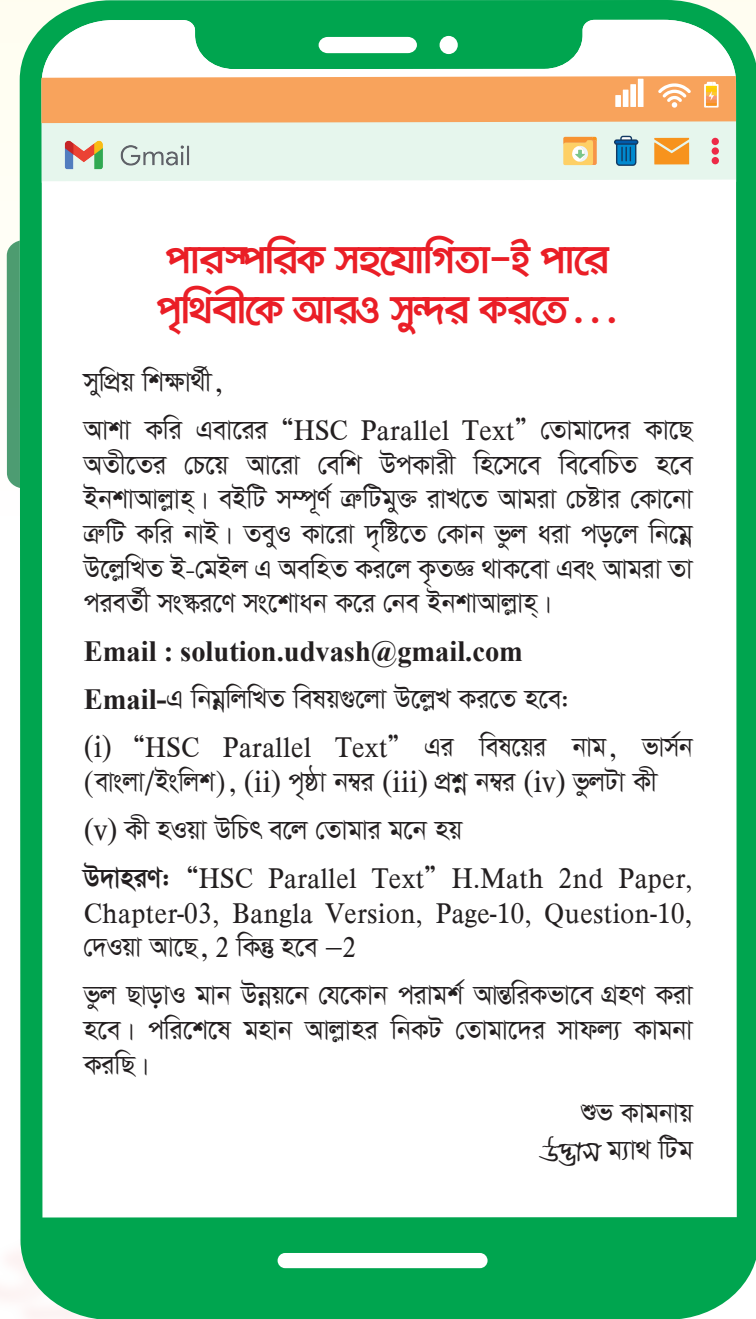 Gmail
পারস্পরিক সহযোগিতা-ই পারে
পৃথিবীকে আরও সুন্দর করতে...
সুপ্রিয় শিক্ষার্থী,
আশা করি এবারের “HSC Parallel Text” তোমাদের কাছে
অতীতের চেয়ে আরো বেশি উপকারী হিসেবে বিবেচিত হবে
ইনশাআল্লাহ্। বইটি সম্পূর্ণ ত্রুটিমুক্ত রাখতে আমরা চেষ্টার কোনো
ত্রুটি করি নাই। তবুও কারো দৃষ্টিতে কোন ভুল ধরা পড়লে নিম্নে
উল্লেখিত ই-মেইল এ অবহিত করলে কৃতজ্ঞ থাকবো এবং আমরা তা
পরবর্তী সংস্করণে সংশোধন করে নেব ইনশাআল্লাহ্।
Email : solution.udvash@gmail.com
Email-এ নিম্নলিখিত বিষয়গুলো উল্লেখ করতে হবে:
(i) “HSC Parallel Text” এর বিষয়ের নাম, ভার্সন
(বাংলা/ইংলিশ), (ii) পৃষ্ঠা নম্বর (iii) প্রশ্ন নম্বর (iv) ভুলটা কী
(v) কী হওয়া উচিৎ বলে তোমার মনে হয়
উদাহরণ: “HSC Parallel Text” H.Math 2nd Paper,
Chapter-03, Bangla Version, Page-10, Question-10,
দেওয়া আছে, 2 কিন্তু হবে –2
ভুল ছাড়াও মান উন্নয়নে যেকোন পরামর্শ আন্তরিকভাবে গ্রহণ করা
হবে। পরিশেষে মহান আল্লাহর নিকট তোমাদের সাফল্য কামনা
করছি।
শুভ কামনায়
উদ্ভাস ম্যাথ টিম